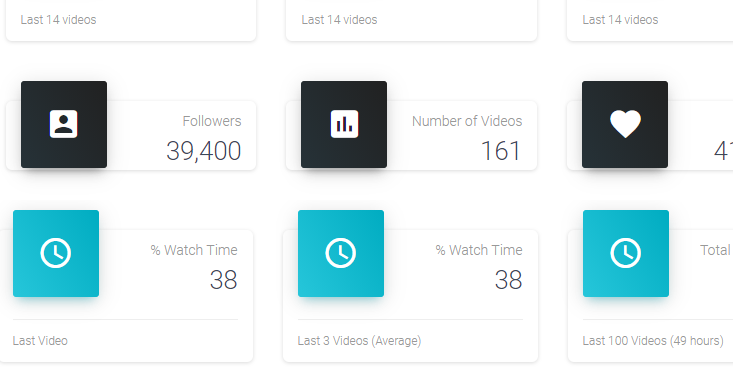 Last 14 videos
Last 14 videos
Last 14 videos
Followers
39,400
Number of Videos
161
41
% Watch Time
38
Last Video
% Watch Time
38
Last 3 Videos (Average)
Total
Last 100 Videos (49 hours)